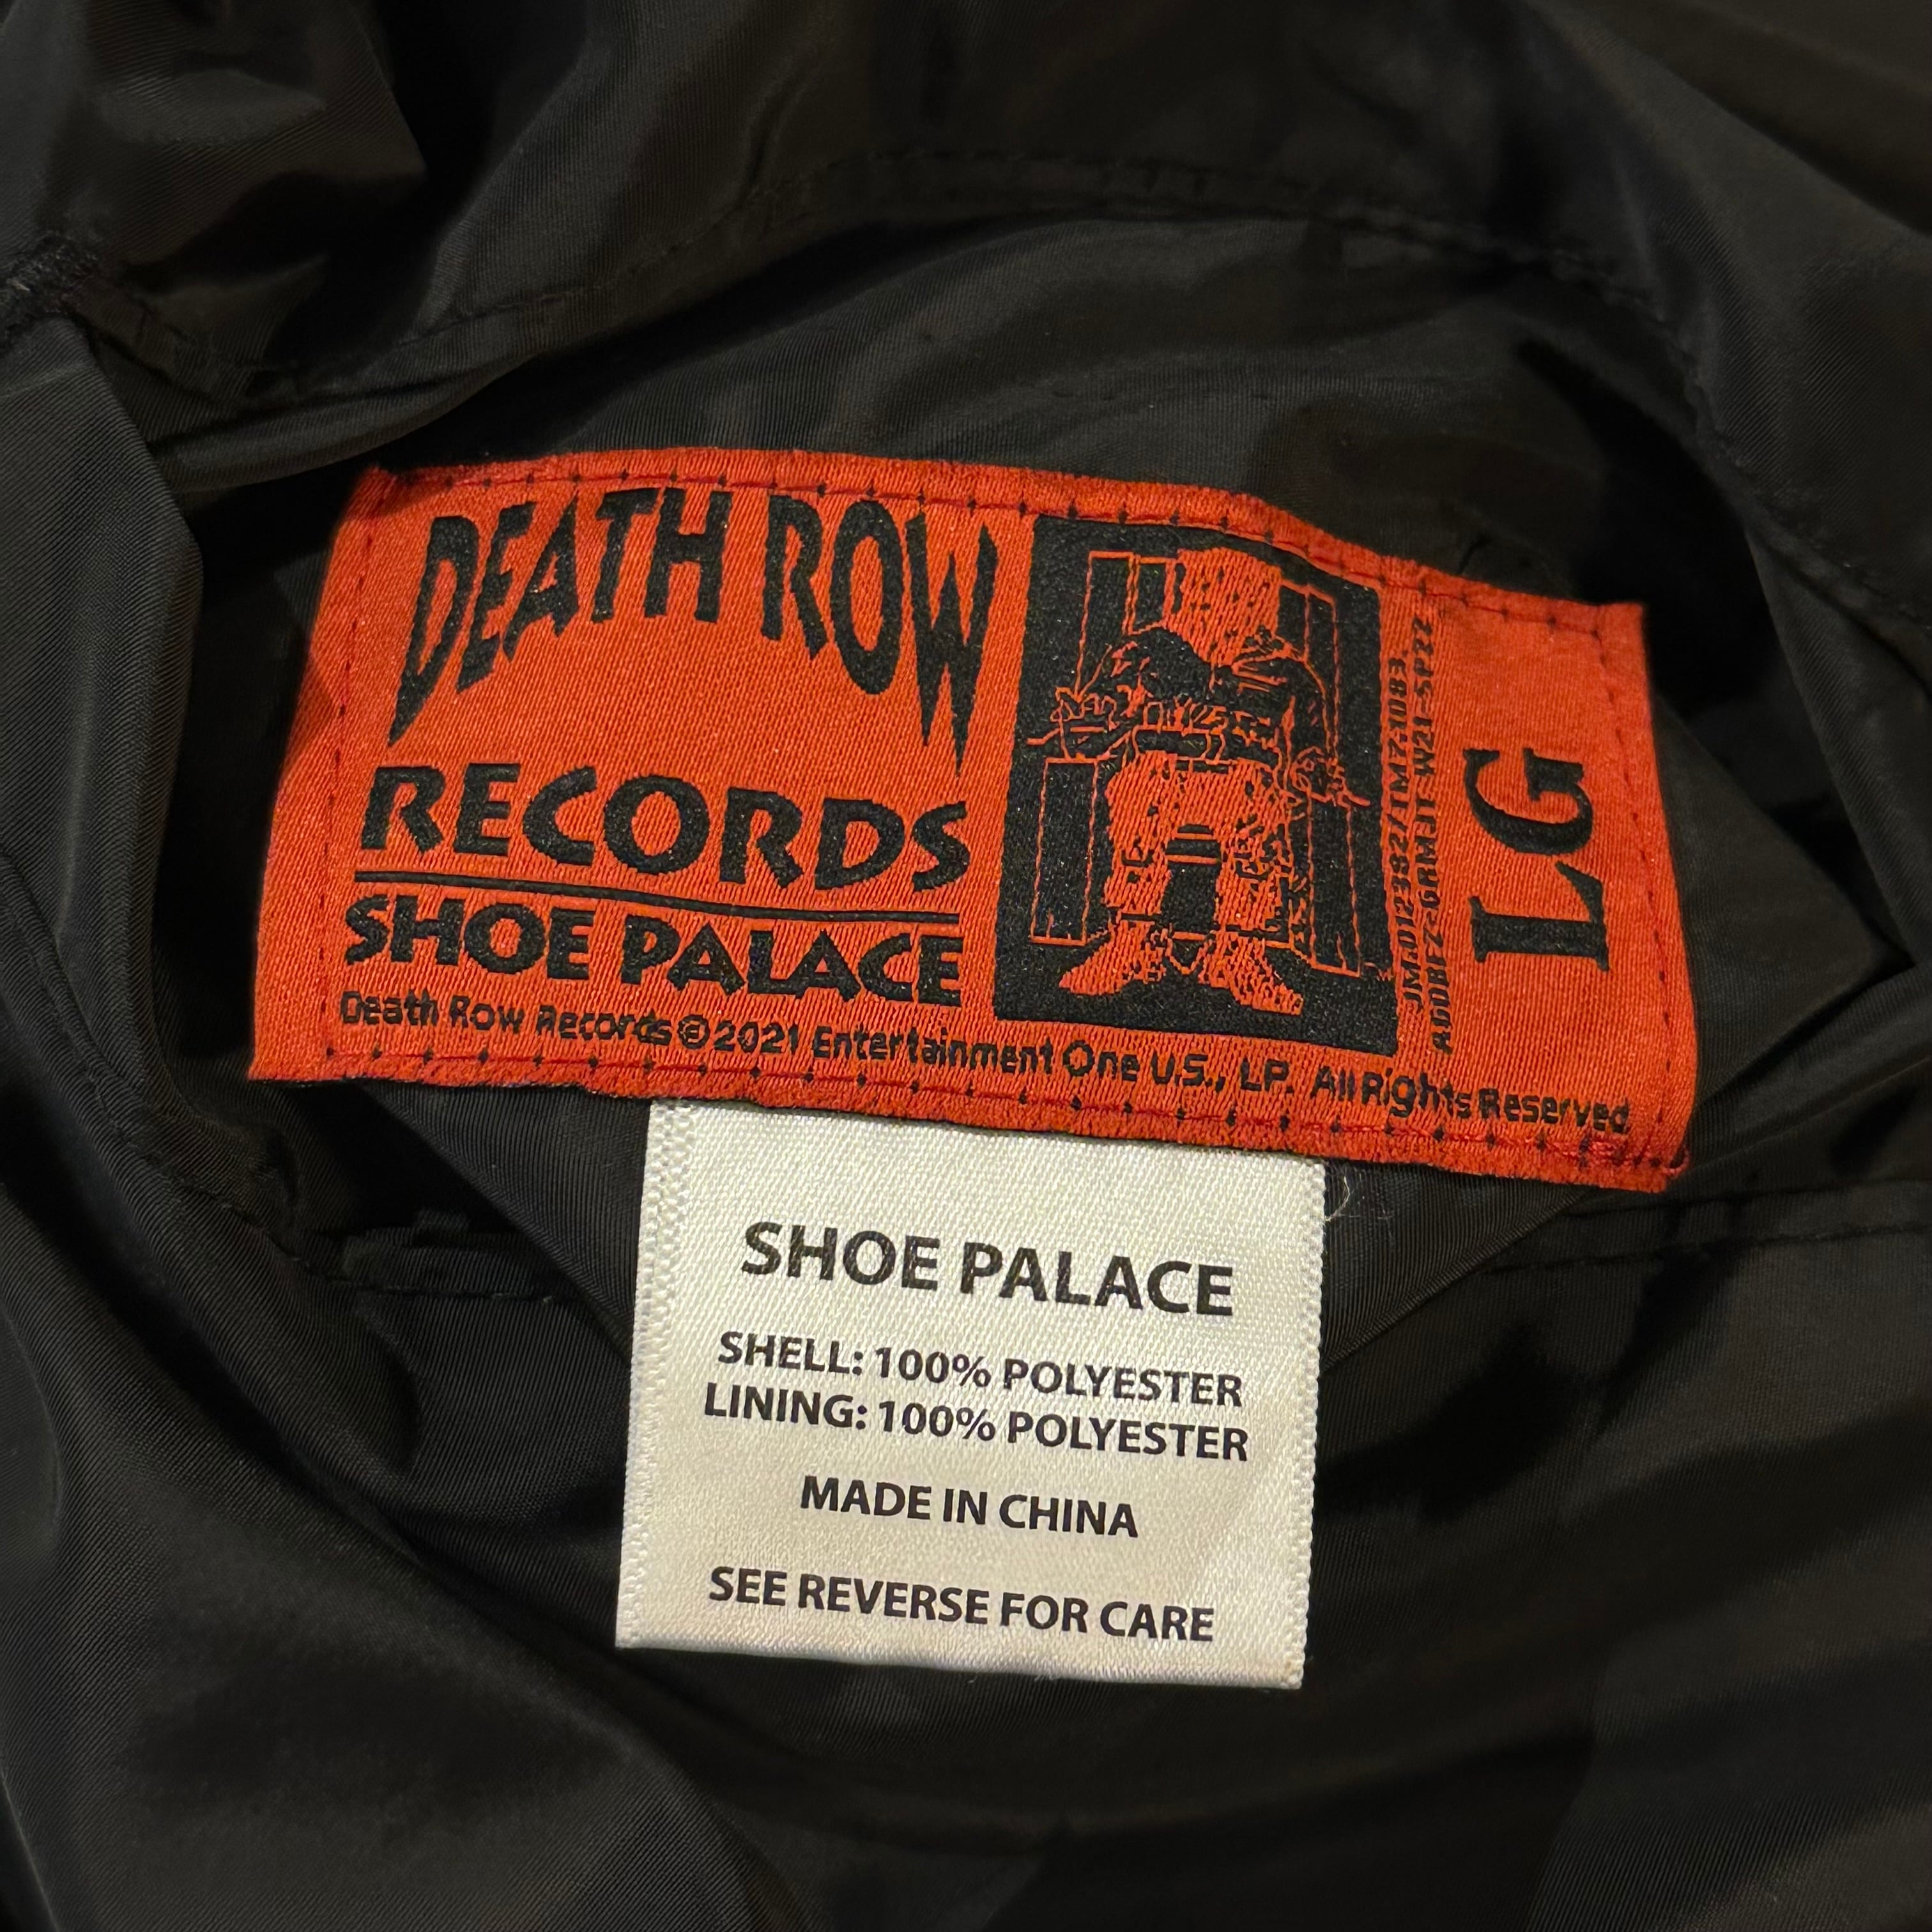 DEATH ROW
RECORDS
SHOE PALACE
Death Row Records ©2021 Entertainment One U.S., LP. All Rights Reserved
LG
SHOE PALACE
SHELL: 100% POLYESTER
LINING: 100% POLYESTER
MADE IN CHINA
SEE REVERSE FOR CARE